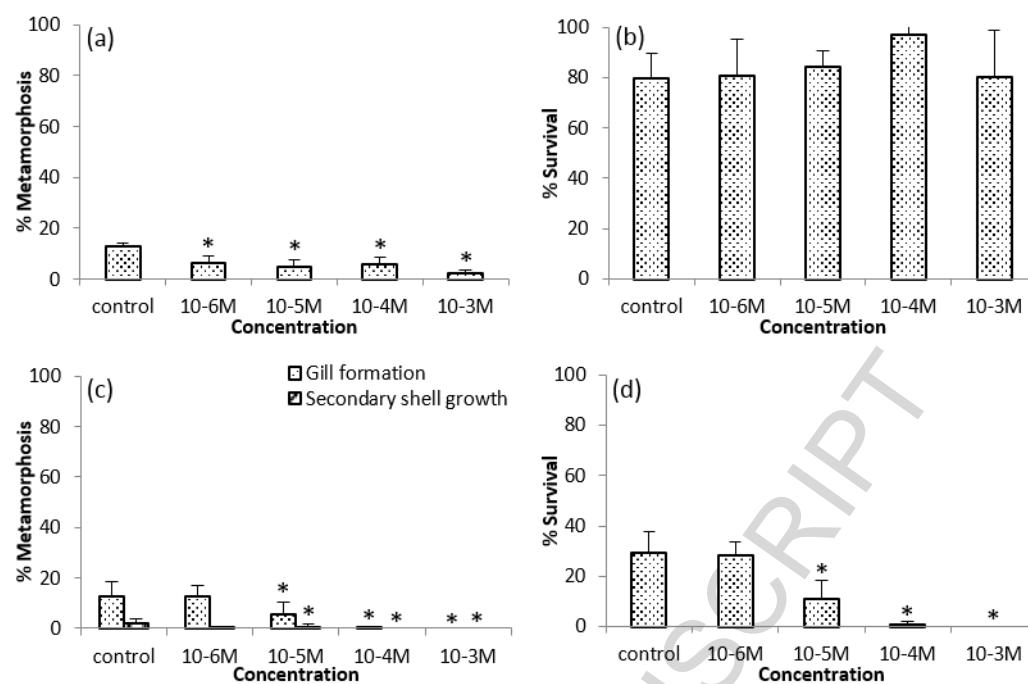 (a)
% Metamorphosis
100
80
60
40
20
0
* * * *
control 10-6M 10-5M 10-4M 10-3M
Concentration
(b)
% Survival
100
80
60
40
20
0
control 10-6M 10-5M 10-4M 10-3M
Concentration
(c)
% Metamorphosis
100
80
60
40
20
0
Gill formation
Secondary shell growth
* * * * * *
control 10-6M 10-5M 10-4M 10-3M
Concentration
(d)
% Survival
100
80
60
40
20
0
* * *
control 10-6M 10-5M 10-4M 10-3M
Concentration
USCRIPT